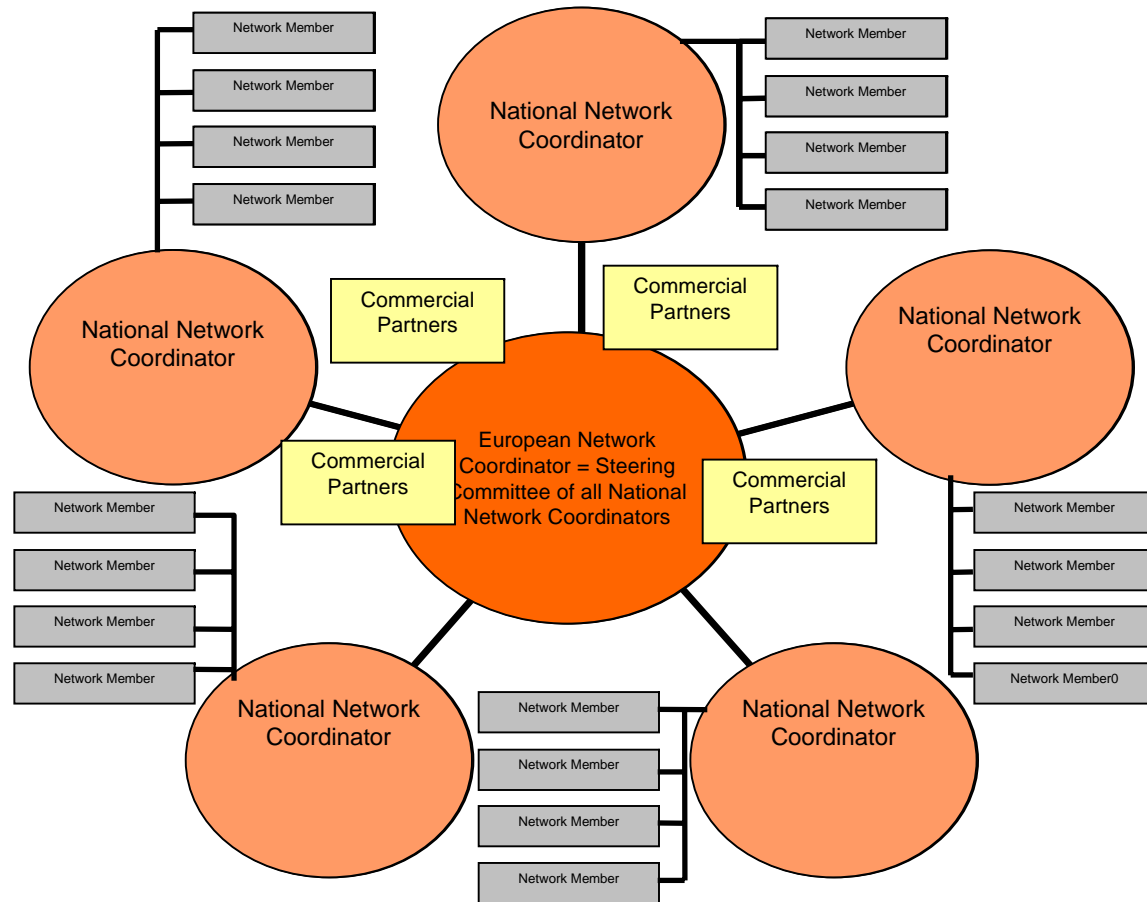 Network Member
Network Member
Network Member
Network Member
National Network
Coordinator
Network Member
Network Member
Network Member
Network Member
National Network
Coordinator
Commercial
Partners
Commercial
Partners
National Network
Coordinator
European Network
Coordinator = Steering
Committee of all National
Network Coordinators
Commercial
Partners
Commercial
Partners
Network Member
Network Member
Network Member
Network Member
Network Member
Network Member
Network Member
Network Member0
National Network
Coordinator
Network Member
Network Member
Network Member
Network Member
National Network
Coordinator